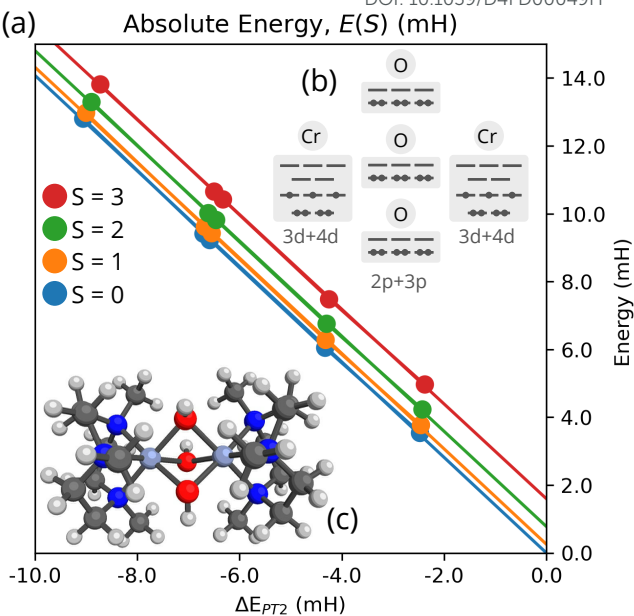 (a)
Absolute Energy, E(S) (mH)
(b)
O
Cr
O
Cr
O
3d+4d
3d+4d
2p+3p
S = 3
S = 2
S = 1
S = 0
(c)
14.0
12.0
10.0
8.0
6.0
4.0
2.0
0.0
Energy (mH)
-10.0
-8.0
-6.0
-4.0
-2.0
0.0
ΔE_PT2 (mH)